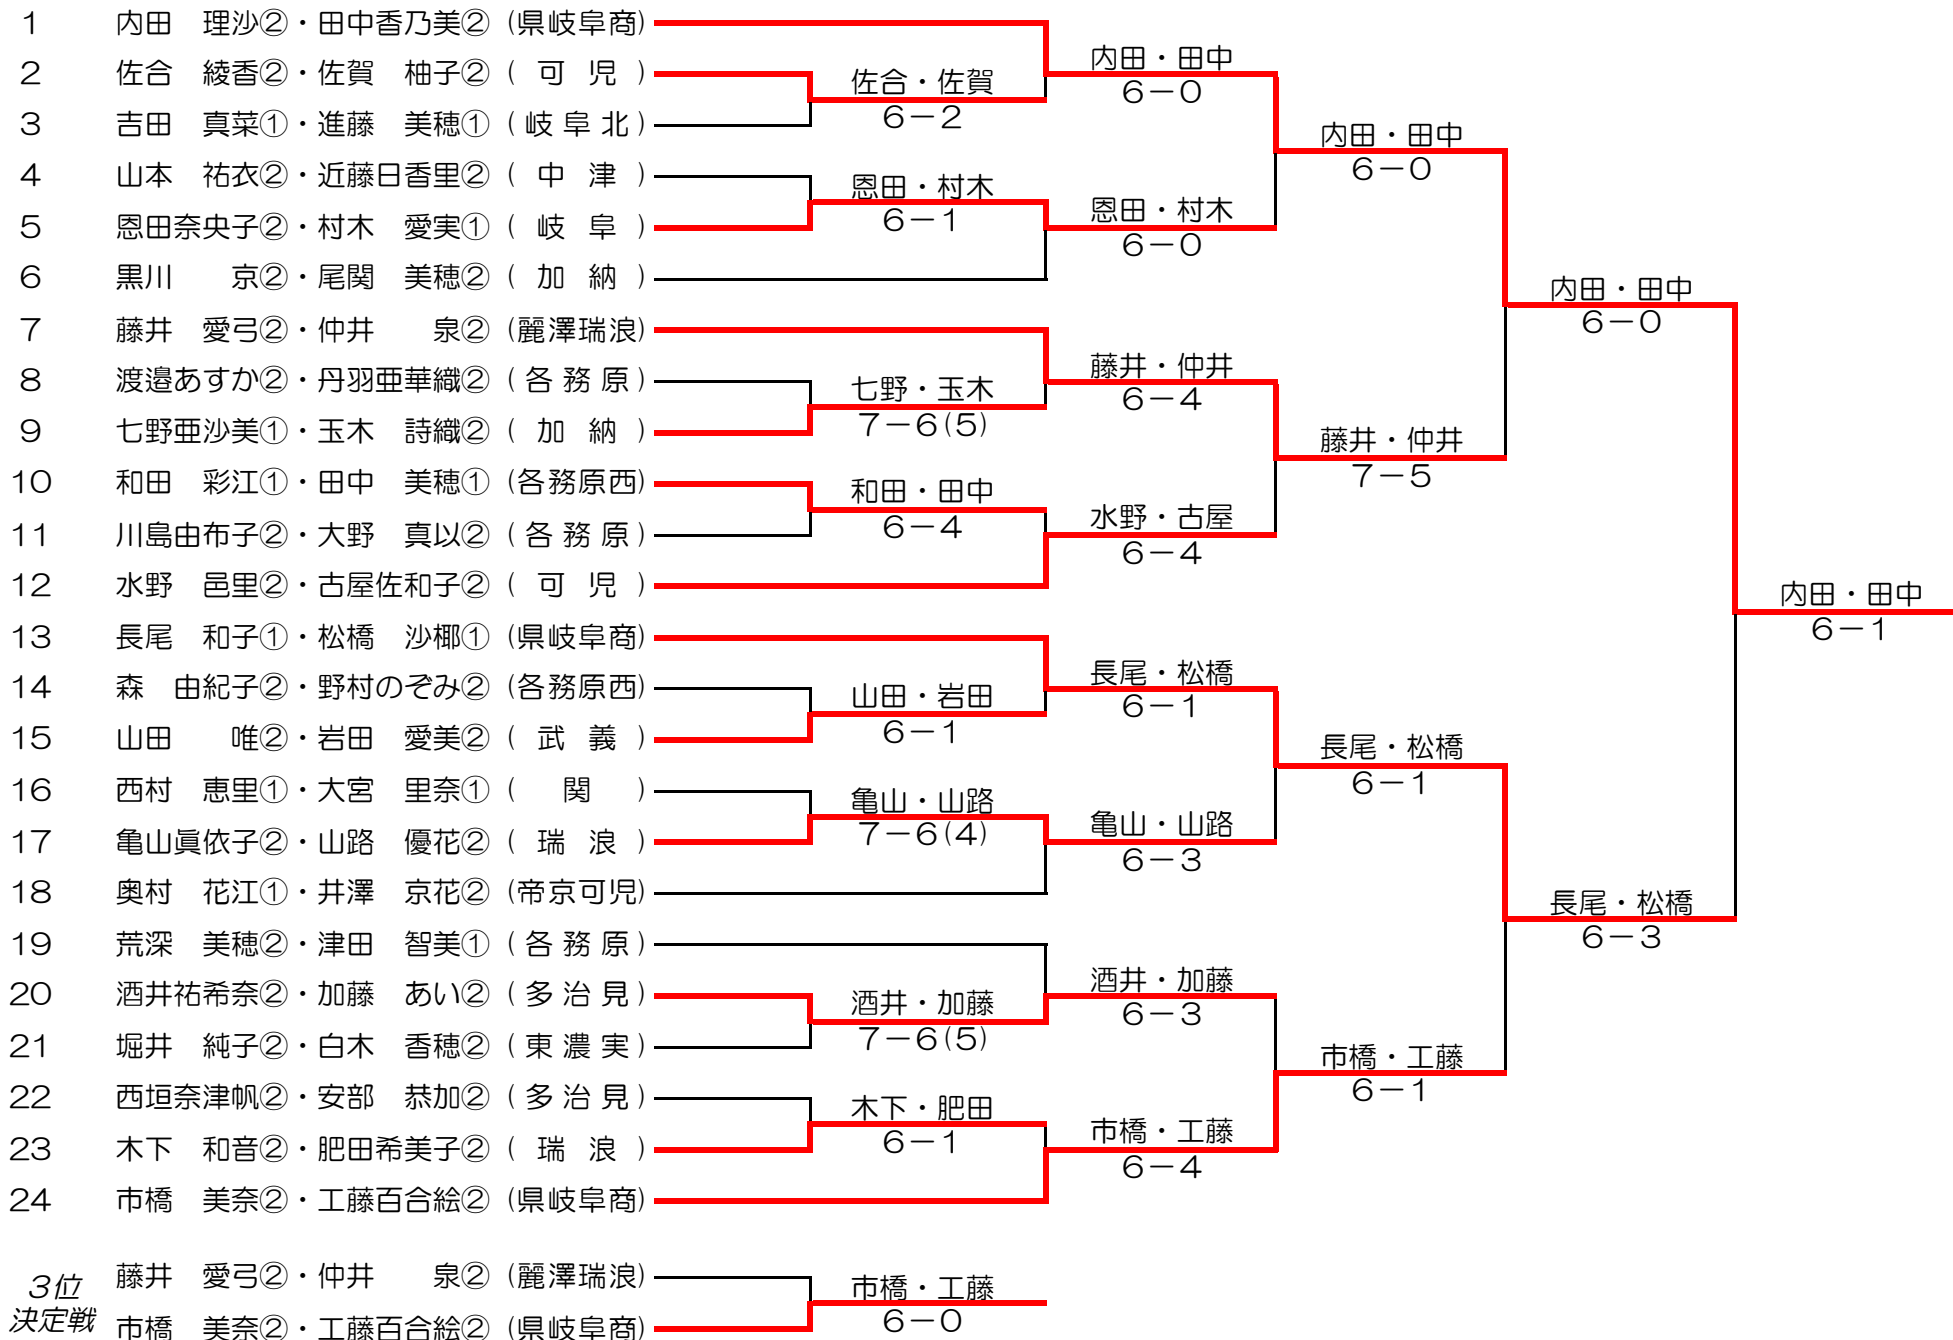 1 内田 理沙②・田中香乃美② (県岐阜商)
2 佐合 綾香②・佐賀 柚子② ( 可 児 )
3 吉田 真菜①・進藤 美穂① ( 岐 阜 北 )
4 山本 祐衣②・近藤日香里② ( 中 津 )
5 恩田奈央子②・村木 愛実① ( 岐 阜 )
6 黒川 京②・尾関 美穂② ( 加 納 )
7 藤井 愛弓②・仲井 泉② (麗澤瑞浪)
8 渡邉あすか②・丹羽亜華織② ( 各 務 原 )
9 七野亜沙美①・玉木 詩織② ( 加 納 )
10 和田 彩江①・田中 美穂① (各務原西)
11 川島由布子②・大野 真以② ( 各 務 原 )
12 水野 邑里②・古屋佐和子② ( 可 児 )
13 長尾 和子①・松橋 沙椰① (県岐阜商)
14 森 由紀子②・野村のぞみ② (各務原西)
15 山田 唯②・岩田 愛美② ( 武 義 )
16 西村 恵里①・大宮 里奈① ( 関 )
17 亀山眞依子②・山路 優花② ( 瑞 浪 )
18 奥村 花江①・井澤 京花② (帝京可児)
19 荒深 美穂②・津田 智美① ( 各 務 原 )
20 酒井祐希奈②・加藤 あい② ( 多 治 見 )
21 堀井 純子②・白木 香穂② ( 東 濃 実 )
22 西垣奈津帆②・安部 恭加② ( 多 治 見 )
23 木下 和音②・肥田希美子② ( 瑞 浪 )
24 市橋 美奈②・工藤百合絵② (県岐阜商)
佐合・佐賀
6－2
恩田・村木
6－1
七野・玉木
7－6(5)
和田・田中
6－4
山田・岩田
6－1
亀山・山路
7－6(4)
酒井・加藤
7－6(5)
木下・肥田
6－1
内田・田中
6－0
恩田・村木
6－0
藤井・仲井
6－4
水野・古屋
6－4
長尾・松橋
6－1
亀山・山路
6－3
酒井・加藤
6－3
市橋・工藤
6－4
内田・田中
6－0
藤井・仲井
7－5
長尾・松橋
6－1
市橋・工藤
6－1
内田・田中
6－0
長尾・松橋
6－3
内田・田中
6－1
3位
決定戦
藤井 愛弓②・仲井 泉② (麗澤瑞浪)
市橋 美奈②・工藤百合絵② (県岐阜商)
市橋・工藤
6－0